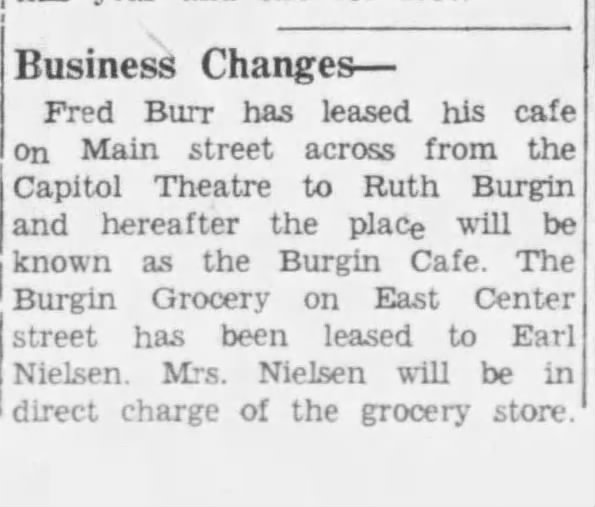 Business Changes—
Fred Burr has leased his cafe
on Main street across from the
Capitol Theatre to Ruth Burgin
and hereafter the place will be
known as the Burgin Cafe. The
Burgin Grocery on East Center
street has been leased to Earl
Nielsen. Mrs. Nielsen will be in
direct charge of the grocery store.